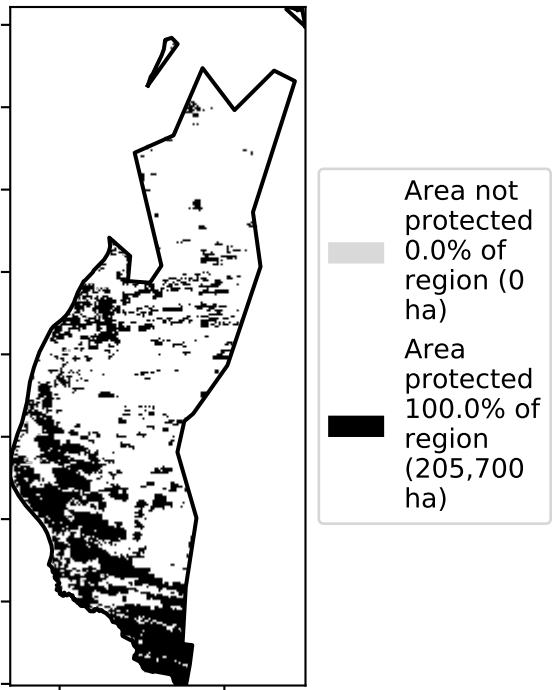 Area not
protected
0.0% of
region (0
ha)
Area
protected
100.0% of
region
(205,700
ha)